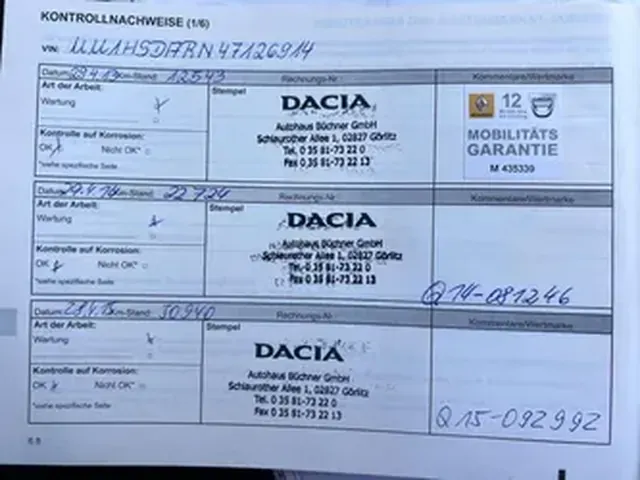 KONTROLLNACHWEISE (1/6)
VIN: UU1HSDARN47126914
Datum: 29.4.13 Km-Stand: 12543 Rechnungs-Nr.: Kommentare/Wertmarke
Art der Arbeit: Stempel
Wartung
Kontrolle auf Korrosion:
OK Nicht OK*
*siehe spezifische Seite
DACIA
Autohaus Büchner GmbH
Schlaurother Allee 1, 02827 Görlitz
Tel. 0 35 81-73 22 0
Fax 0 35 81-73 22 13
12
MOBILITÄTS
GARANTIE
M 435339
Datum: 29.4.14 Km-Stand: 22724 Rechnungs-Nr.: Kommentare/Wertmarke
Art der Arbeit: Stempel
Wartung
Kontrolle auf Korrosion:
OK Nicht OK*
*siehe spezifische Seite
DACIA
Autohaus Büchner GmbH
Schlaurother Allee 1, 02827 Görlitz
Tel. 0 35 81-73 22 0
Fax 0 35 81-73 22 13
Q14-081246
Datum: 29.4.15 Km-Stand: 30940 Rechnungs-Nr.: Kommentare/Wertmarke
Art der Arbeit: Stempel
Wartung
Kontrolle auf Korrosion:
OK Nicht OK*
*siehe spezifische Seite
DACIA
Autohaus Büchner GmbH
Schlaurother Allee 1, 02827 Görlitz
Tel. 0 35 81-73 22 0
Fax 0 35 81-73 22 13
Q15-092992
6.8